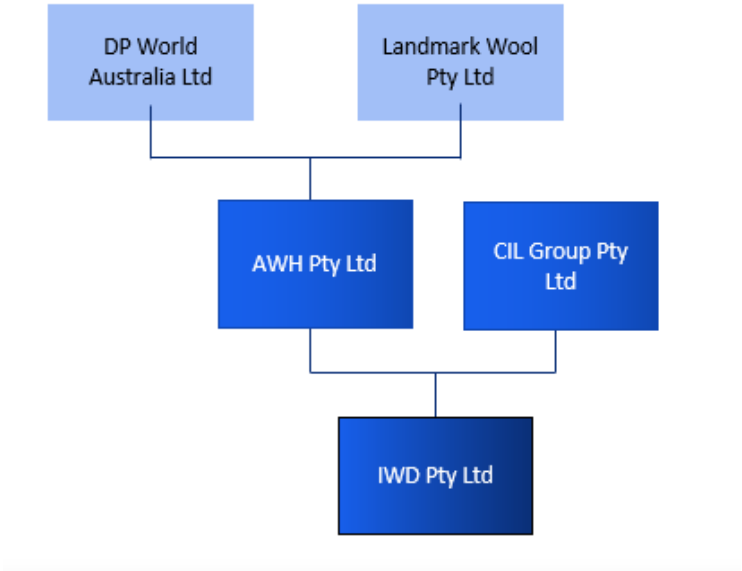 DP World
Australia Ltd
Landmark Wool
Pty Ltd
AWH Pty Ltd
CIL Group Pty
Ltd
IWD Pty Ltd